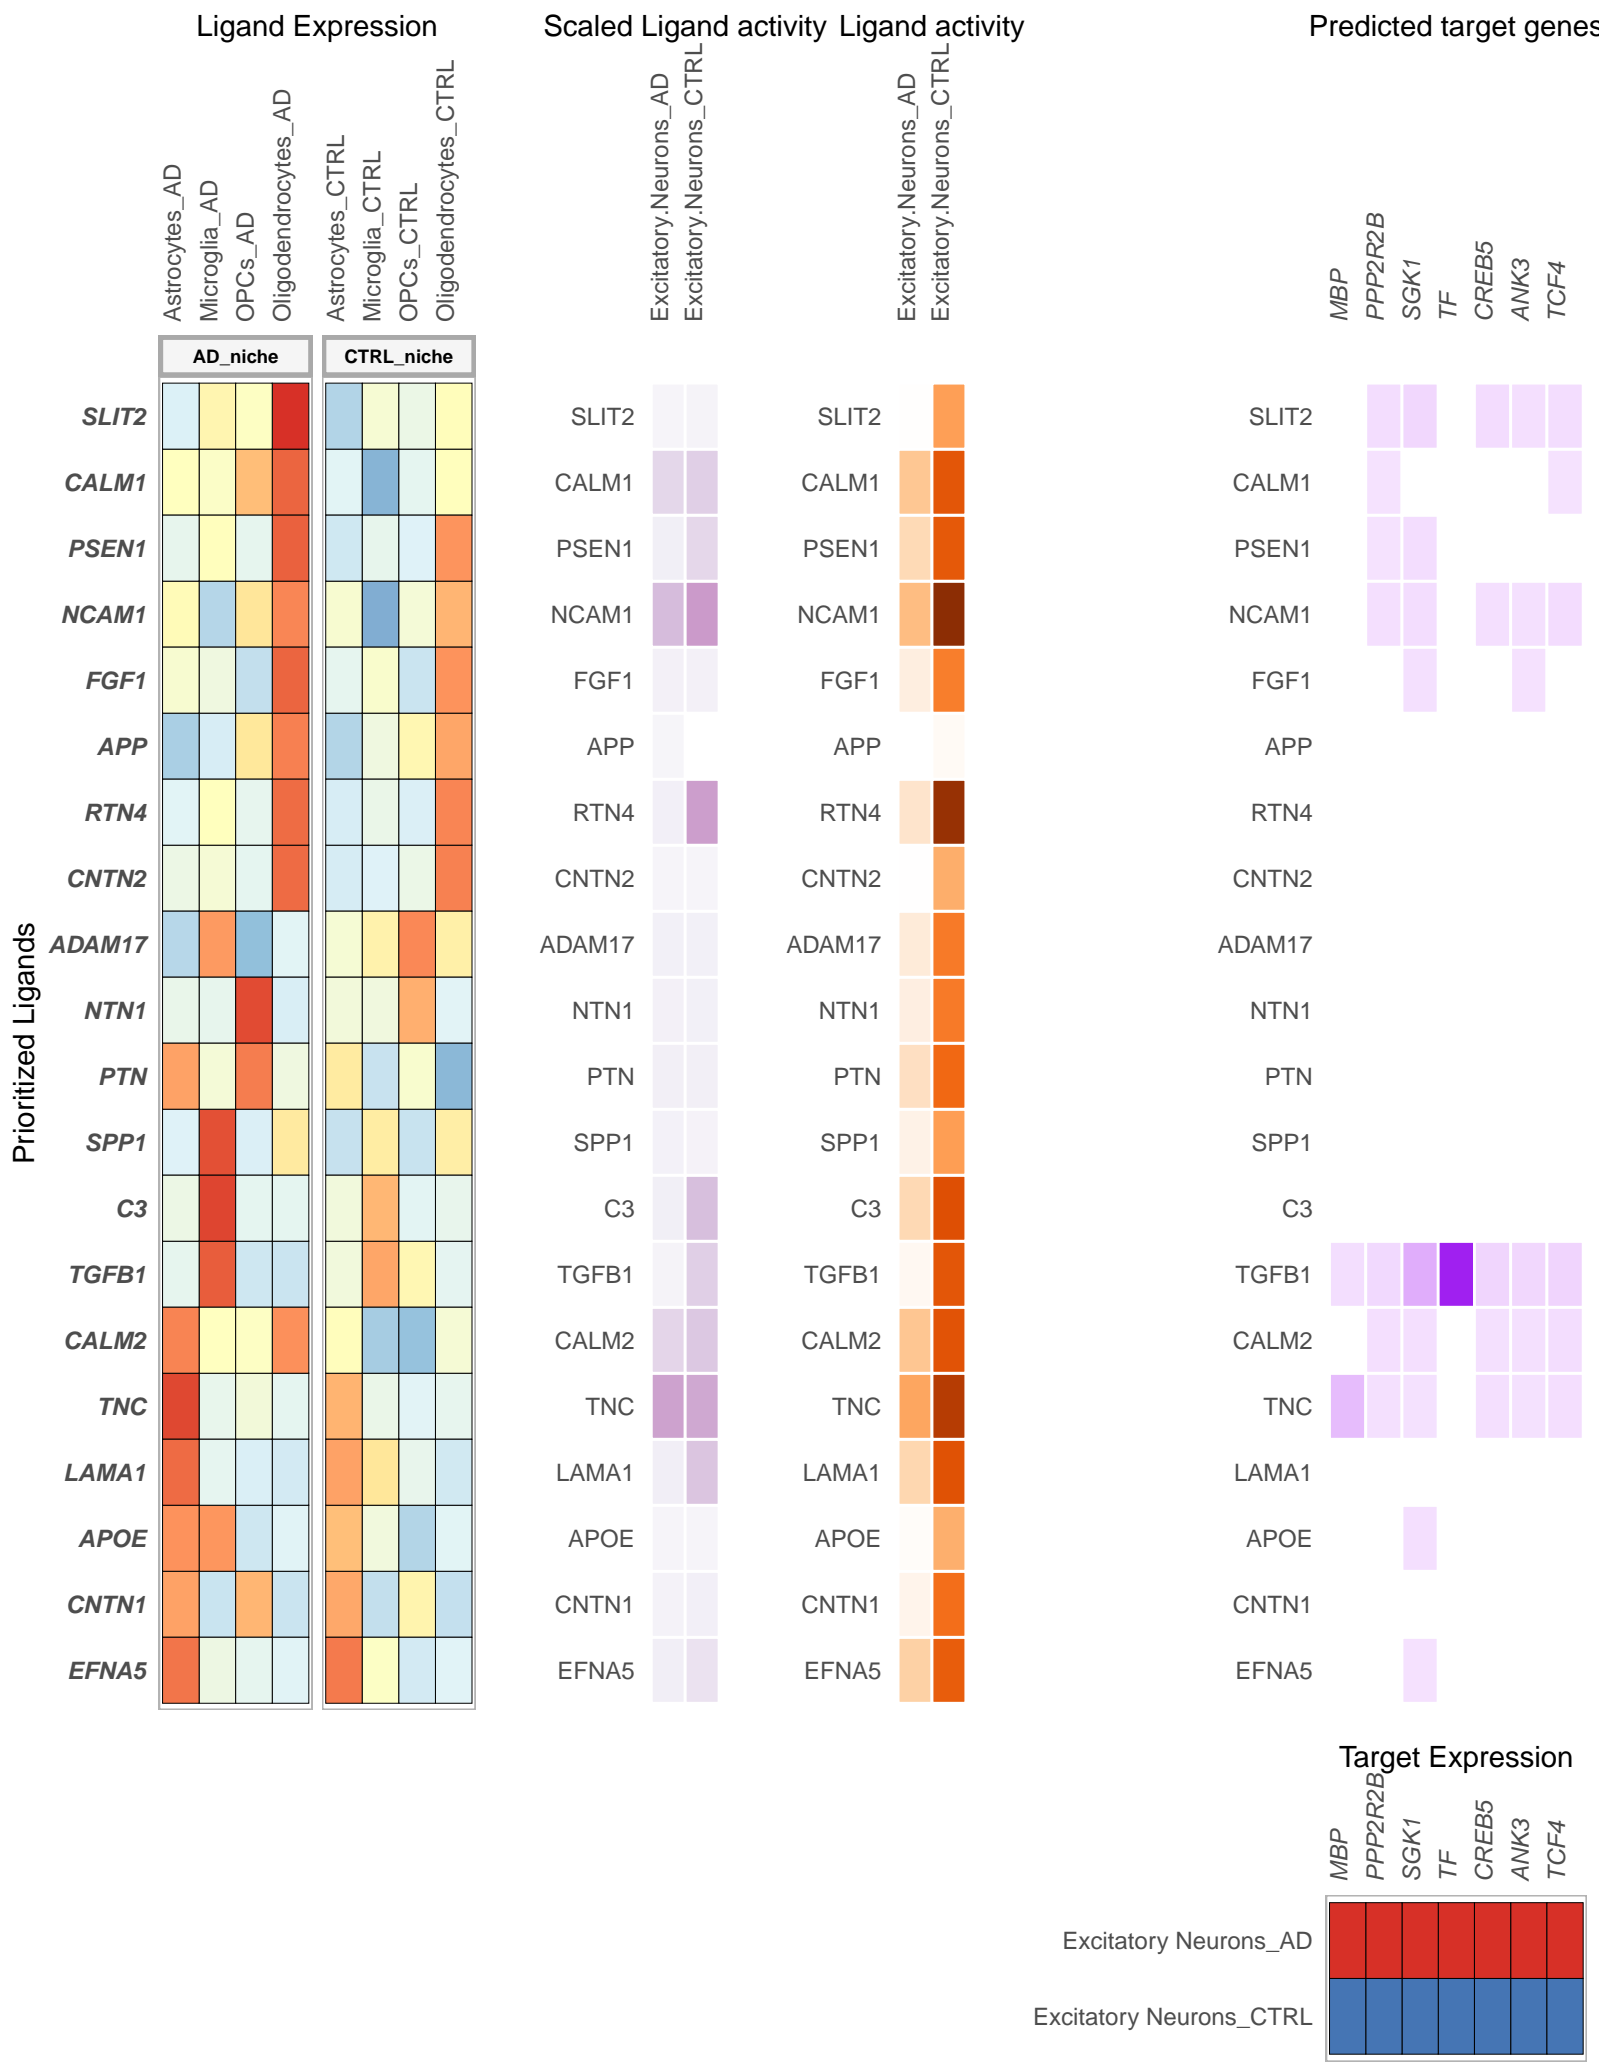 Ligand Expression
Scaled Ligand activity
Ligand activity
Predicted target genes
Astrocytes_AD
Microglia_AD
OPCs_AD
Oligodendrocytes_AD
Astrocytes_CTRL
Microglia_CTRL
OPCs_CTRL
Oligodendrocytes_CTRL
Excitatory.Neurons_AD
Excitatory.Neurons_CTRL
Excitatory.Neurons_AD
Excitatory.Neurons_CTRL
MBP
PPP2R2B
SGK1
TF
CREB5
ANK3
TCF4
AD_niche
CTRL_niche
Prioritized Ligands
SLIT2 SLIT2 SLIT2 SLIT2
CALM1 CALM1 CALM1 CALM1
PSEN1 PSEN1 PSEN1 PSEN1
NCAM1 NCAM1 NCAM1 NCAM1
FGF1 FGF1 FGF1 FGF1
APP APP APP APP
RTN4 RTN4 RTN4 RTN4
CNTN2 CNTN2 CNTN2 CNTN2
ADAM17 ADAM17 ADAM17 ADAM17
NTN1 NTN1 NTN1 NTN1
PTN PTN PTN PTN
SPP1 SPP1 SPP1 SPP1
C3 C3 C3 C3
TGFB1 TGFB1 TGFB1 TGFB1
CALM2 CALM2 CALM2 CALM2
TNC TNC TNC TNC
LAMA1 LAMA1 LAMA1 LAMA1
APOE APOE APOE APOE
CNTN1 CNTN1 CNTN1 CNTN1
EFNA5 EFNA5 EFNA5 EFNA5
Target Expression
MBP
PPP2R2B
SGK1
TF
CREB5
ANK3
TCF4
Excitatory Neurons_AD
Excitatory Neurons_CTRL